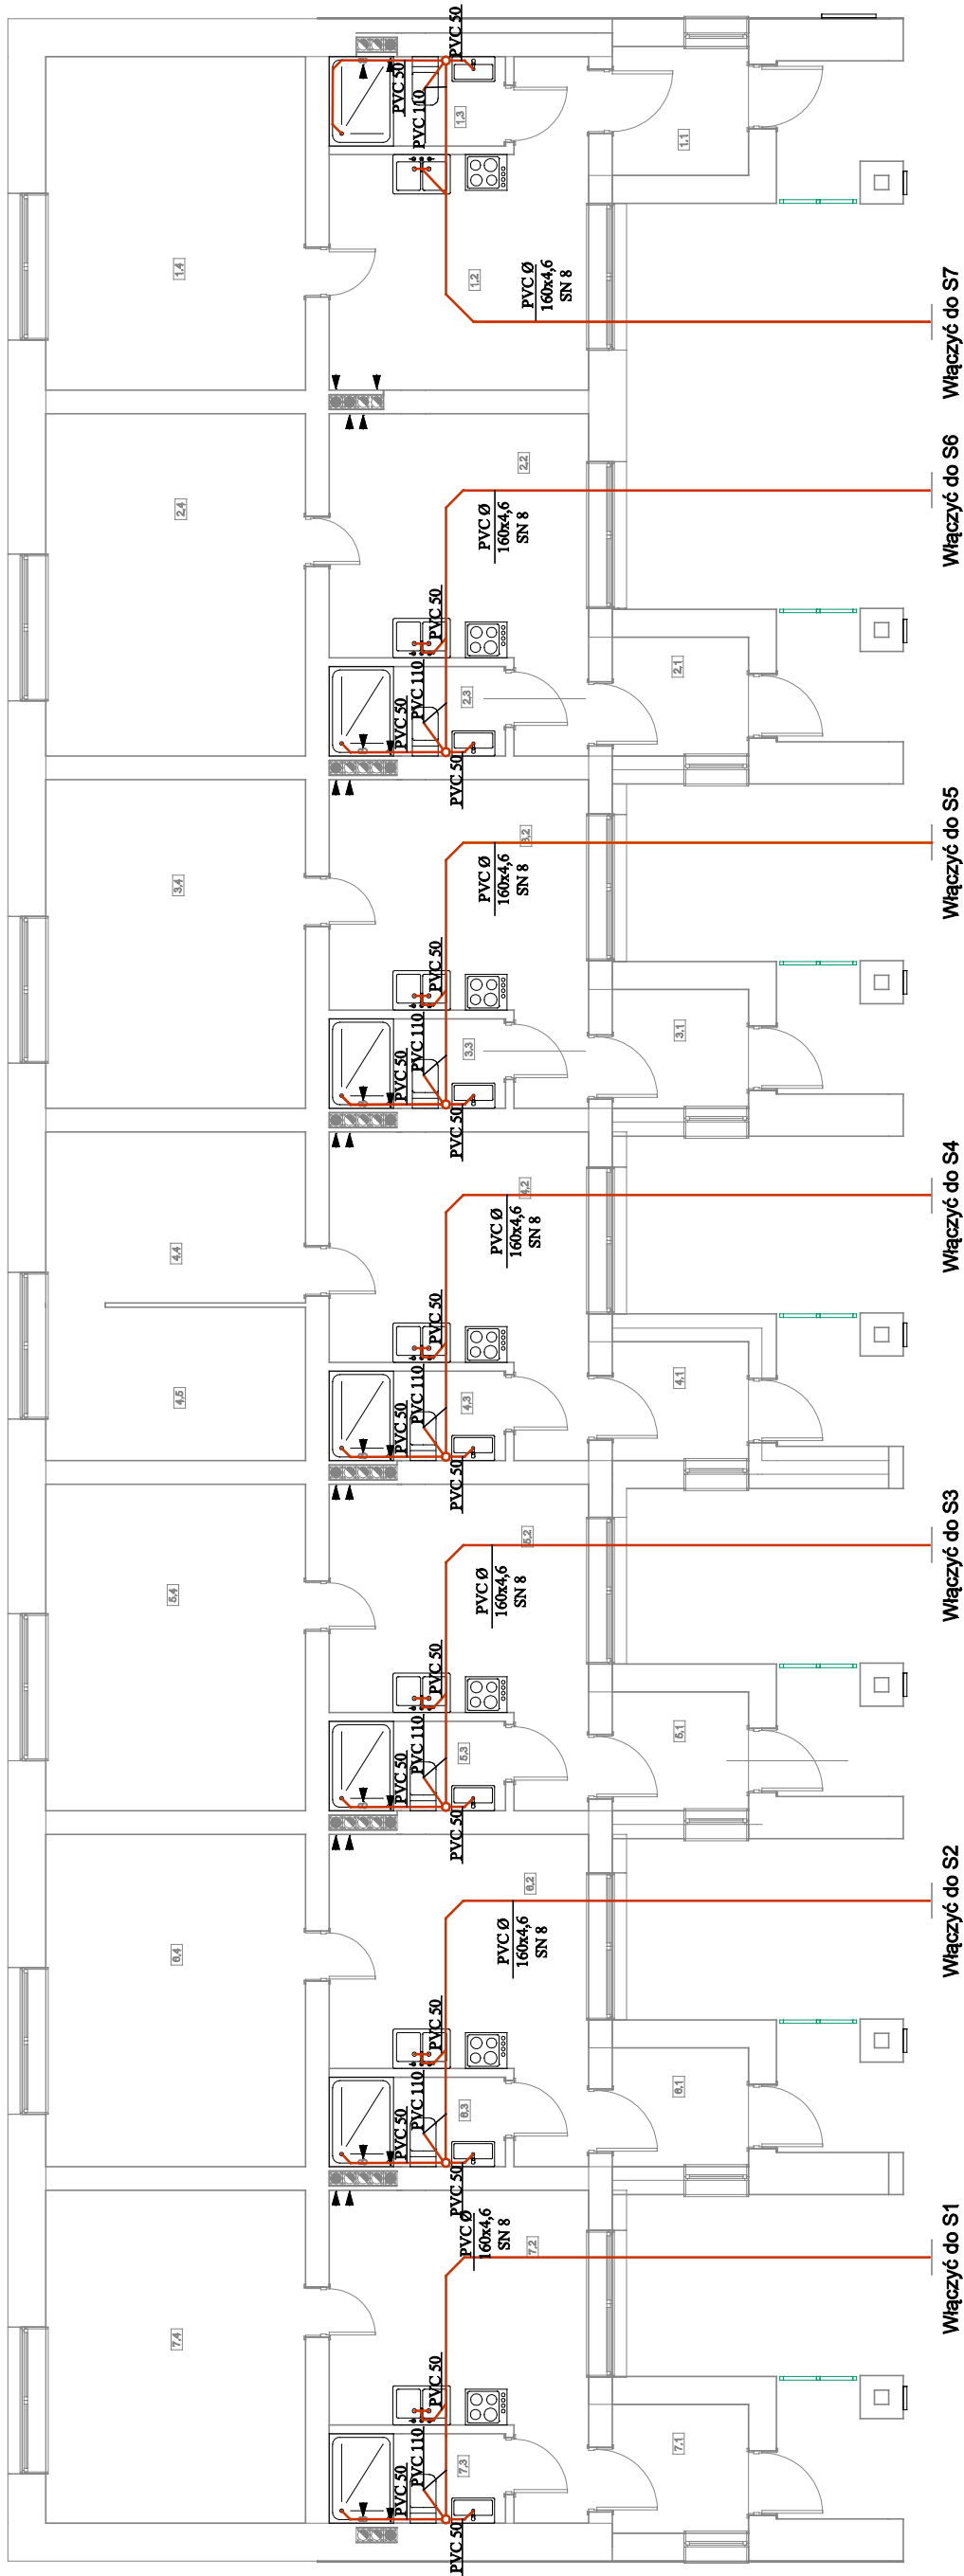 PVC 50
PVC 50
PVC 110
1,3
1,1
1,4
1,2
PVC Ø
160x4,6
SN 8
Włączyć do S7
2,4
2,2
PVC Ø
160x4,6
SN 8
Włączyć do S6
PVC 50
PVC 110
PVC 50
2,3
2,1
PVC 50
3,4
3,2
PVC Ø
160x4,6
SN 8
Włączyć do S5
PVC 50
PVC 110
PVC 50
3,3
3,1
PVC 50
4,4
4,2
PVC Ø
160x4,6
SN 8
Włączyć do S4
PVC 50
4,5
PVC 110
PVC 50
4,3
4,1
PVC 50
5,4
5,2
PVC Ø
160x4,6
SN 8
Włączyć do S3
PVC 50
PVC 110
PVC 50
5,3
5,1
PVC 50
6,4
6,2
PVC Ø
160x4,6
SN 8
Włączyć do S2
PVC 50
PVC 110
PVC 50
6,3
6,1
PVC 50
7,4
7,2
PVC Ø
160x4,6
SN 8
Włączyć do S1
PVC 50
PVC 110
PVC 50
7,3
7,1
PVC 50